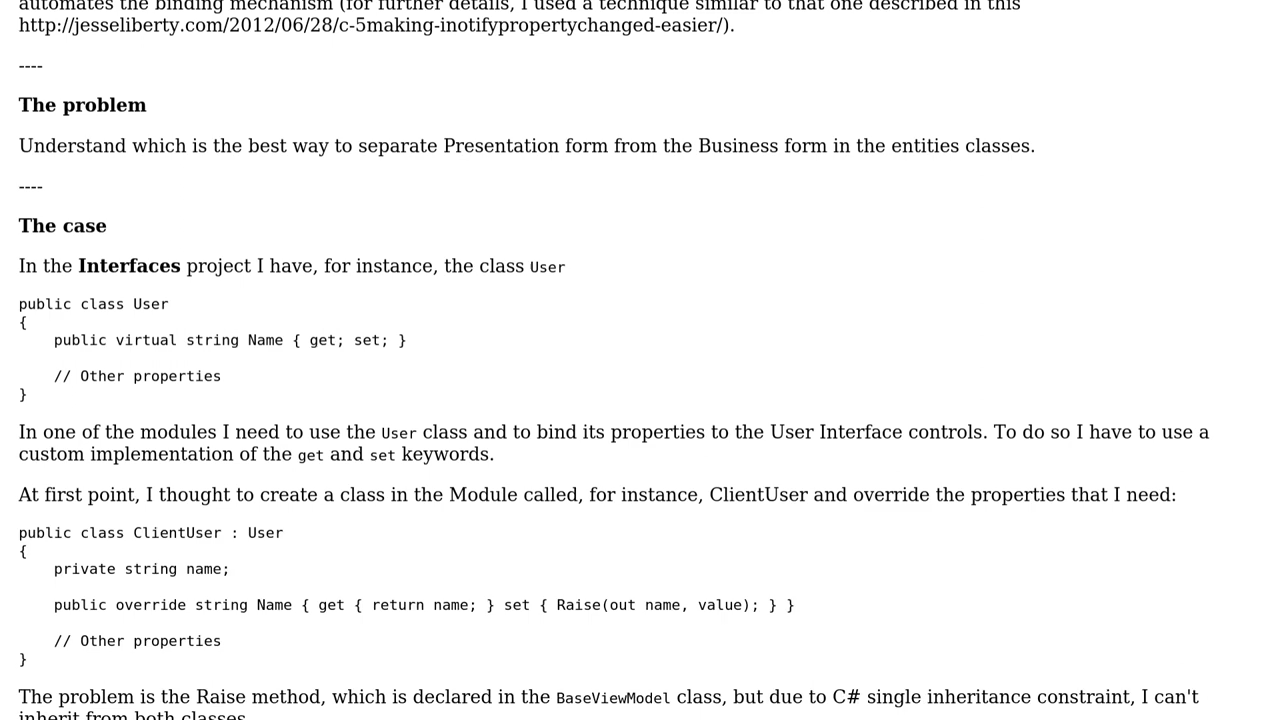 automates the binding mechanism (for further details, I used a technique similar to that one described in this
http://jesseliberty.com/2012/06/28/c-5making-inotifypropertychanged-easier/).
----
The problem
Understand which is the best way to separate Presentation form from the Business form in the entities classes.
----
The case
In the Interfaces project I have, for instance, the class User
public class User
{
    public virtual string Name { get; set; }
    // Other properties
}
In one of the modules I need to use the User class and to bind its properties to the User Interface controls. To do so I have to use a
custom implementation of the get and set keywords.
At first point, I thought to create a class in the Module called, for instance, ClientUser and override the properties that I need:
public class ClientUser : User
{
    private string name;
    public override string Name { get { return name; } set { Raise(out name, value); } }
    // Other properties
}
The problem is the Raise method, which is declared in the BaseViewModel class, but due to C# single inheritance constraint, I can't
inherit from both classes.